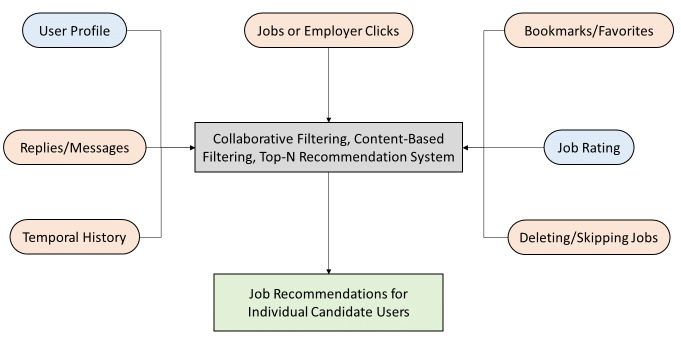 User Profile
Jobs or Employer Clicks
Bookmarks/Favorites
Replies/Messages
Collaborative Filtering, Content-Based
Filtering, Top-N Recommendation System
Job Rating
Temporal History
Deleting/Skipping Jobs
Job Recommendations for
Individual Candidate Users